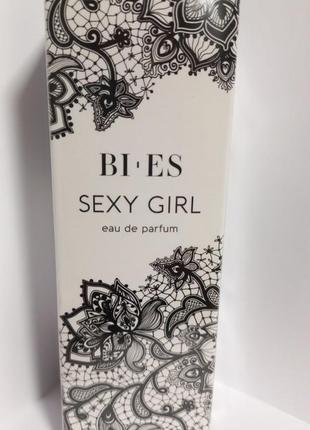 BI·ES
SEXY GIRL
eau de parfum